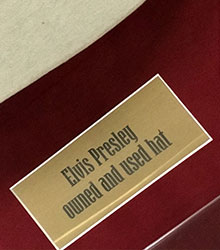 Elvis Presley
owned and used hat